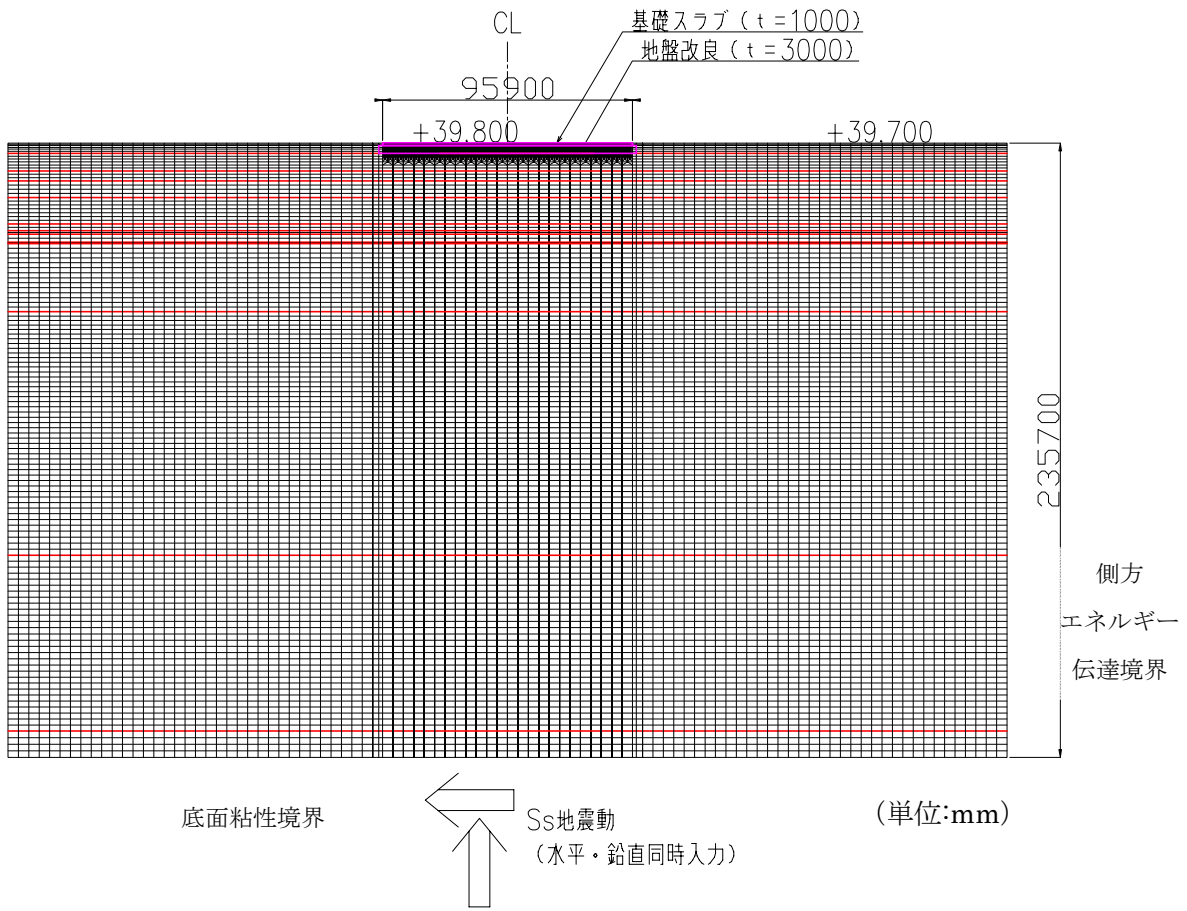 CL
基礎スラブ(t=1000)
地盤改良(t=3000)
95900
+39.800
+39.700
235700
側方
エネルギー
伝達境界
底面粘性境界
Ss地震動
(水平・鉛直同時入力)
(単位:mm)